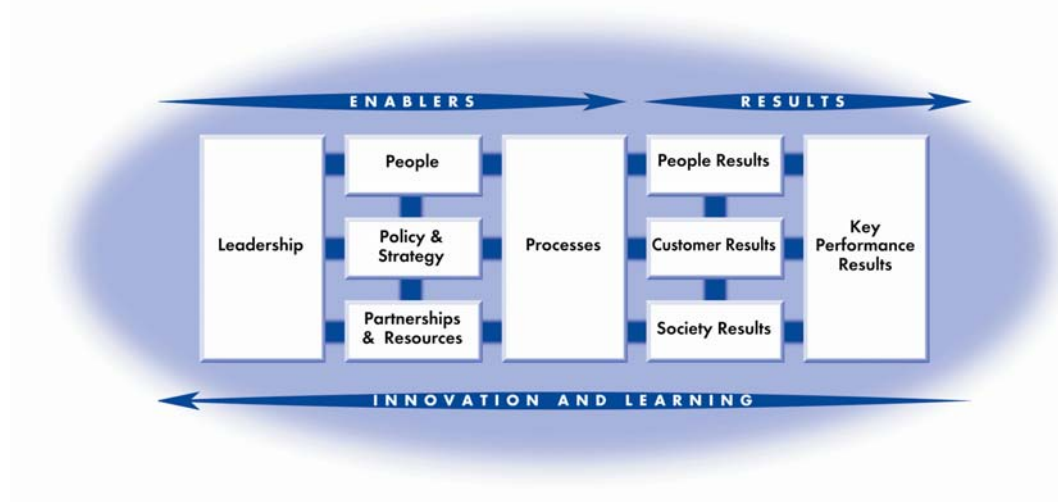 ENABLERS
RESULTS
Leadership
People
Policy &
Strategy
Partnerships
& Resources
Processes
People Results
Customer Results
Society Results
Key
Performance
Results
INNOVATION AND LEARNING